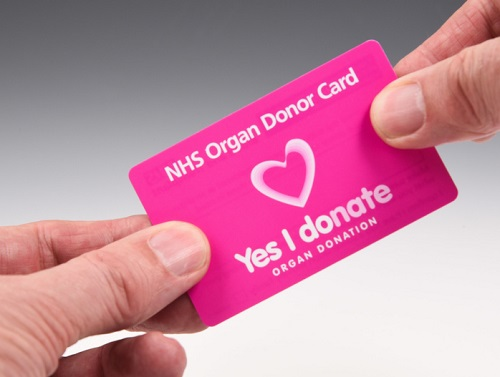 NHS Organ Donor Card
Yes I donate
ORGAN DONATION